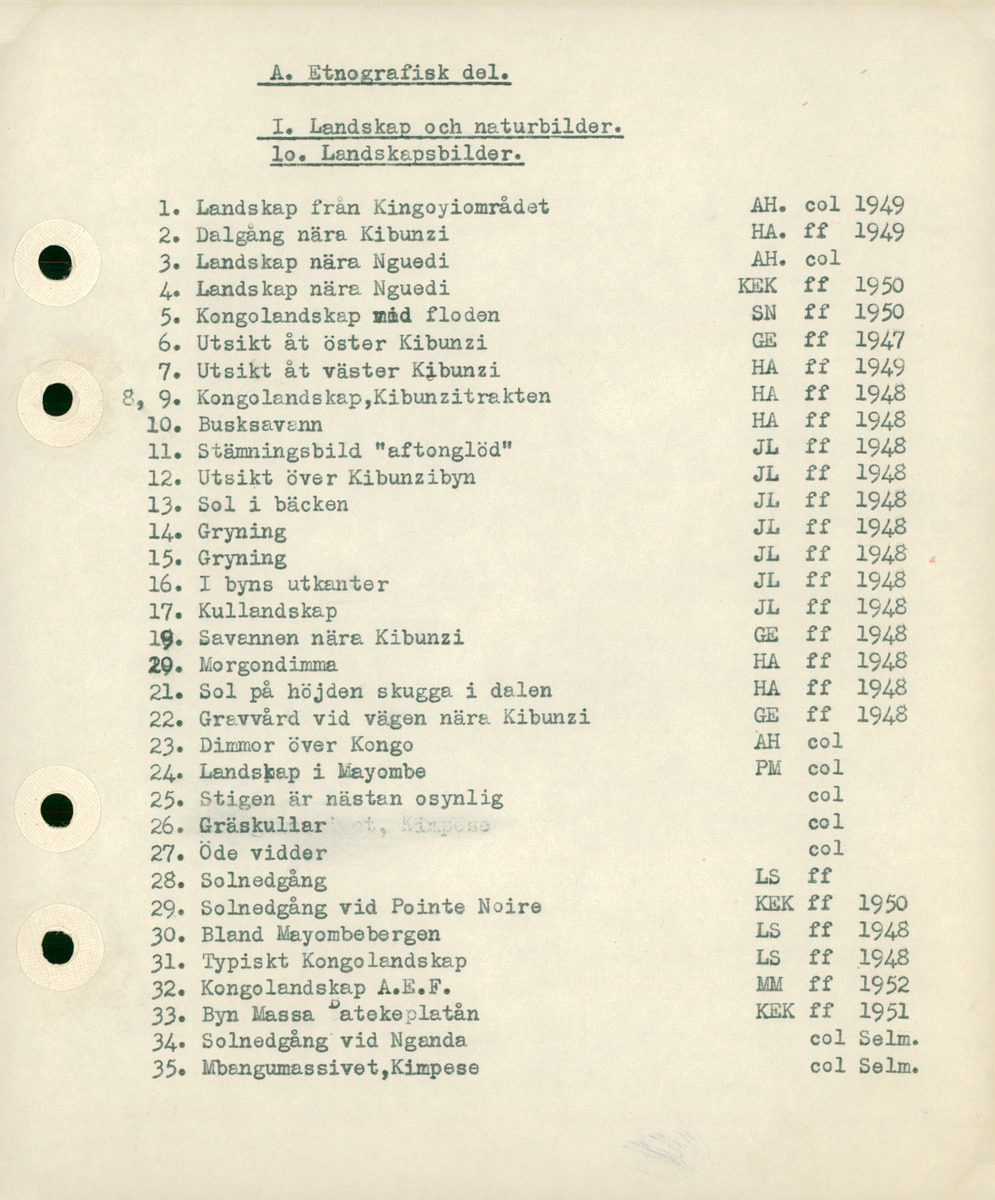 A. Etnografisk del.
I. Landskap och naturbilder.
lo. Landskapsbilder.
1. Landskap från Kingoyiområdet AH. col 1949
2. Dalgång nära Kibunzi HA. ff 1949
3. Landskap nära Nguedi AH. col
4. Landskap nära Nguedi KEK ff 1950
5. Kongolandskap vid floden SN ff 1950
6. Utsikt åt öster Kibunzi GE ff 1947
7. Utsikt åt väster Kibunzi HA ff 1949
8, 9. Kongolandskap,Kibunzitrakten HA ff 1948
10. Busksavann HA ff 1948
11. Stämningsbild "aftonglöd" JL ff 1948
12. Utsikt över Kibunzibyn JL ff 1948
13. Sol i bäcken JL ff 1948
14. Gryning JL ff 1948
15. Gryning JL ff 1948
16. I byns utkanter JL ff 1948
17. Kullandskap JL ff 1948
19. Savannen nära Kibunzi GE ff 1948
20. Morgondimma HA ff 1948
21. Sol på höjden skugga i dalen HA ff 1948
22. Gravvård vid vägen nära Kibunzi GE ff 1948
23. Dimmor över Kongo AH col
24. Landskap i Mayombe PM col
25. Stigen är nästan osynlig col
26. Gräskullar Kimpese col
27. Öde vidder col
28. Solnedgång LS ff
29. Solnedgång vid Pointe Noire KEK ff 1950
30. Bland Mayombebergen LS ff 1948
31. Typiskt Kongolandskap LS ff 1948
32. Kongolandskap A.E.F. MM ff 1952
33. Byn Massa Batekeplatån KEK ff 1951
34. Solnedgång vid Nganda col Selm.
35. Mbangumassivet,Kimpese col Selm.